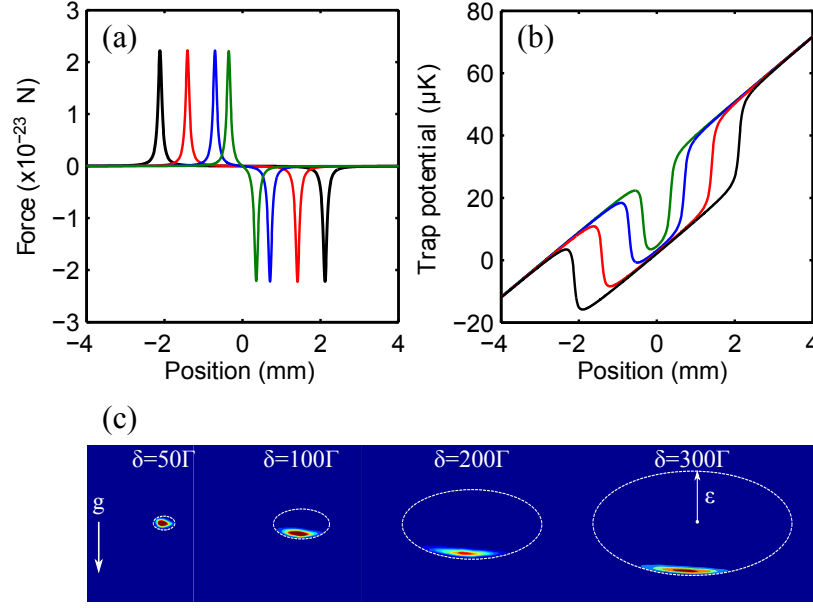 (a)
3
2
1
0
−1
−2
−3
Force (x10⁻²³ N)
−4 −2 0 2 4
Position (mm)
(b)
80
60
40
20
0
−20
Trap potential (μK)
−4 −2 0 2 4
Position (mm)
(c)
δ=50Γ δ=100Γ δ=200Γ δ=300Γ
g
ε